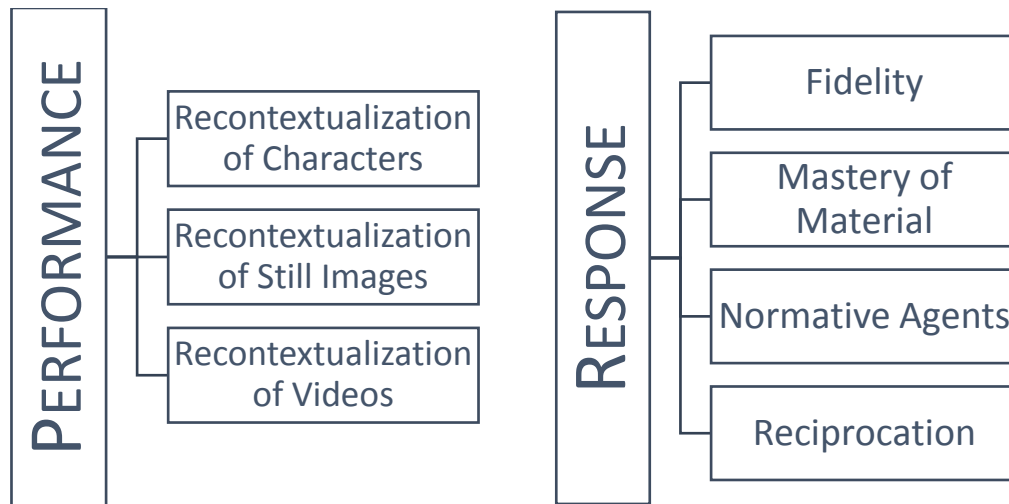 PERFORMANCE
Recontextualization
of Characters
Recontextualization
of Still Images
Recontextualization
of Videos
RESPONSE
Fidelity
Mastery of
Material
Normative Agents
Reciprocation